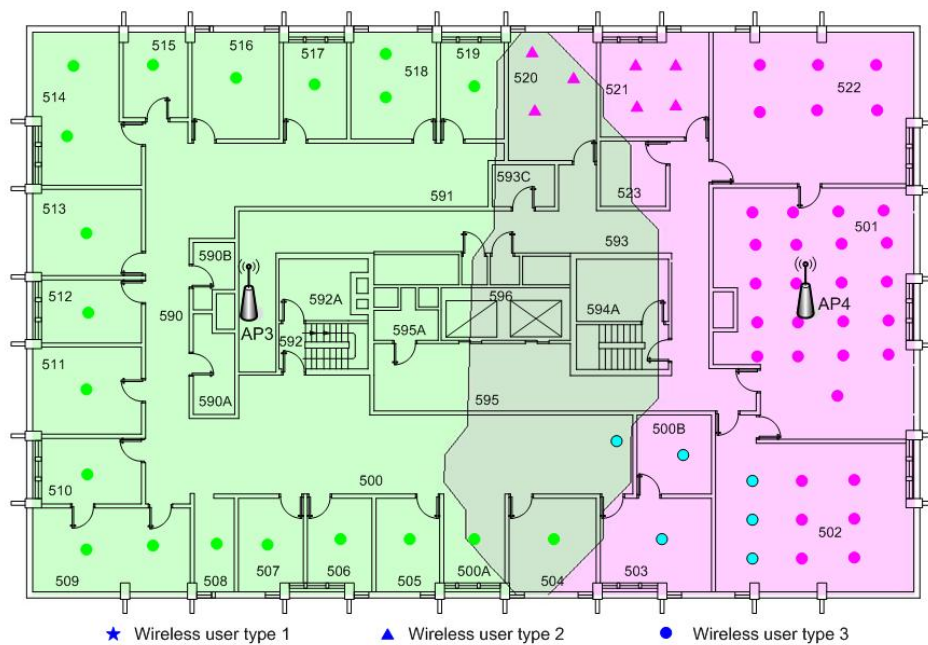 515
516
517
518
519
520
521
522
514
593C
523
513
591
501
590B
593
512
590
AP3
592A
596
594A
AP4
592
595A
511
590A
595
500B
510
500
502
509
508
507
506
505
500A
504
503
Wireless user type 1
Wireless user type 2
Wireless user type 3